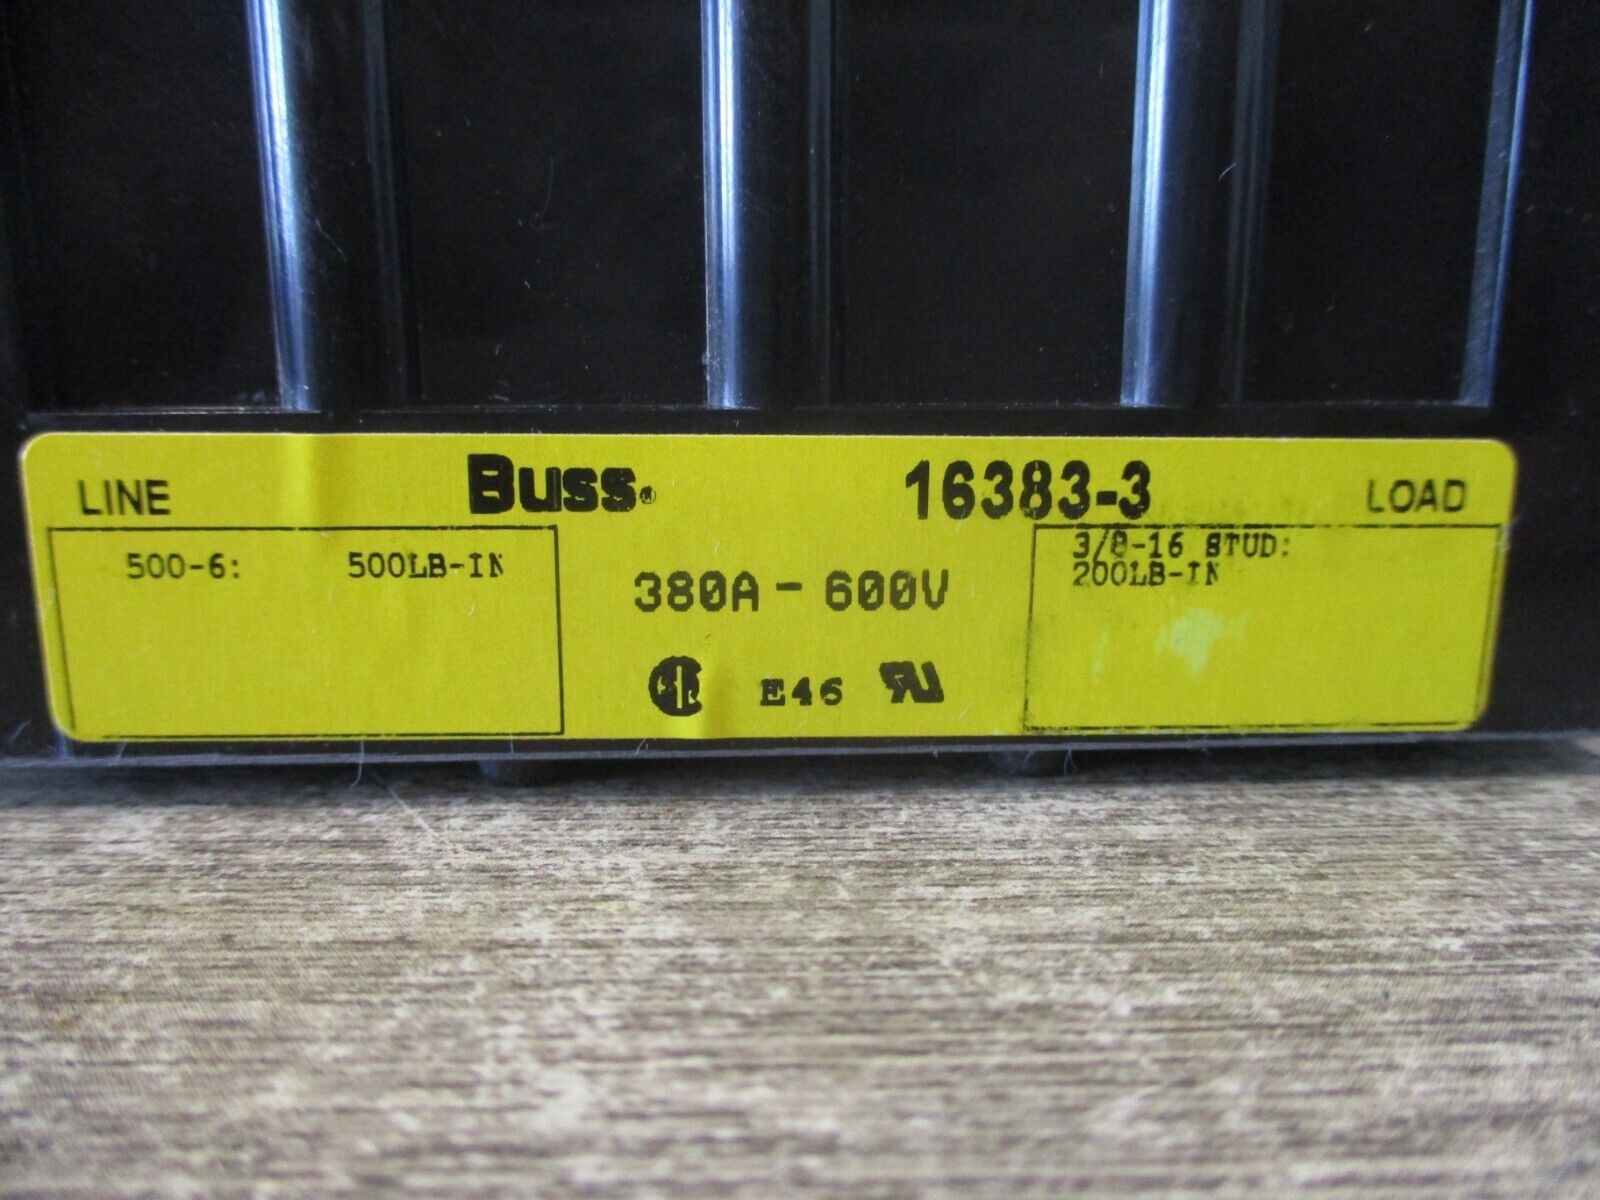 LINE Buss® 16383-3 LOAD
500-6: 500LB-IN
380A - 600V
3/8-16 STUD:
200LB-IN
E46